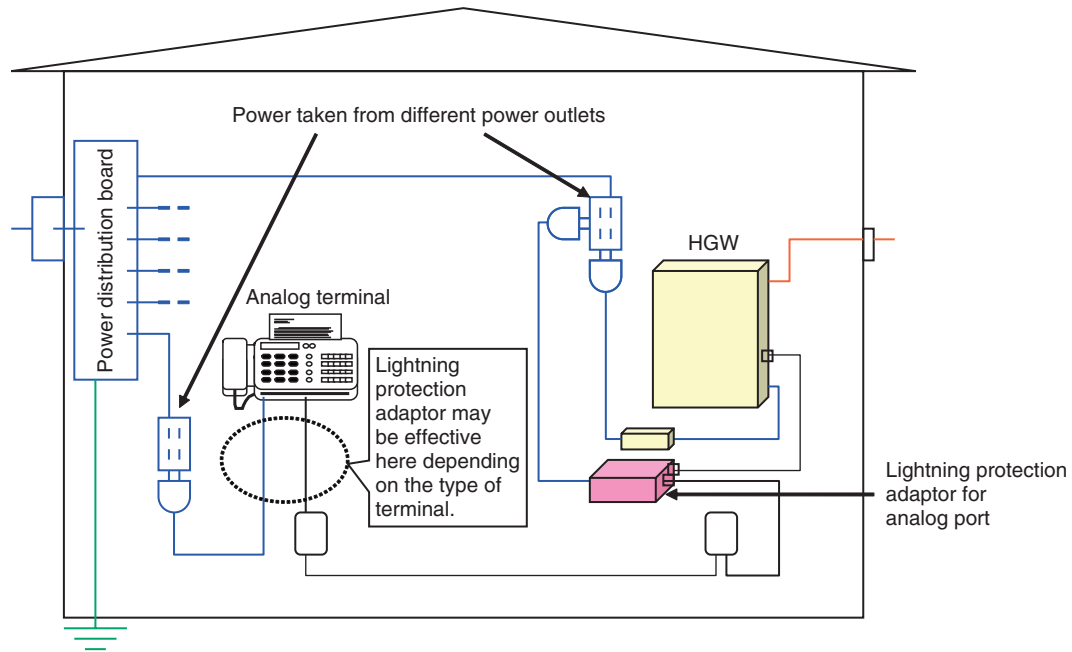 Power taken from different power outlets
Power distribution board
HGW
Analog terminal
Lightning
protection
adaptor may
be effective
here depending
on the type of
terminal.
Lightning protection
adaptor for
analog port